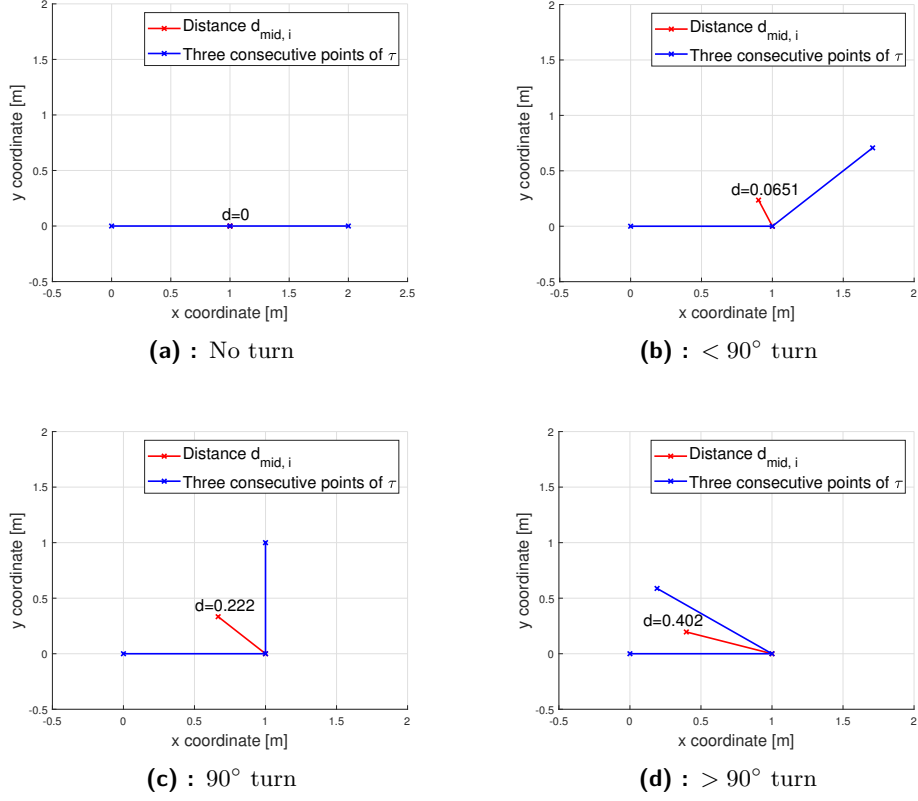 2
1.5
1
0.5
0
-0.5
y coordinate [m]
Distance d_mid, i
Three consecutive points of τ
d=0
-0.5 0 0.5 1 1.5 2 2.5
x coordinate [m]
(a) : No turn
2
1.5
1
0.5
0
-0.5
y coordinate [m]
Distance d_mid, i
Three consecutive points of τ
d=0.0651
-0.5 0 0.5 1 1.5 2
x coordinate [m]
(b) : < 90° turn
2
1.5
1
0.5
0
-0.5
y coordinate [m]
Distance d_mid, i
Three consecutive points of τ
d=0.222
-0.5 0 0.5 1 1.5 2
x coordinate [m]
(c) : 90° turn
2
1.5
1
0.5
0
-0.5
y coordinate [m]
Distance d_mid, i
Three consecutive points of τ
d=0.402
-0.5 0 0.5 1 1.5 2
x coordinate [m]
(d) : > 90° turn